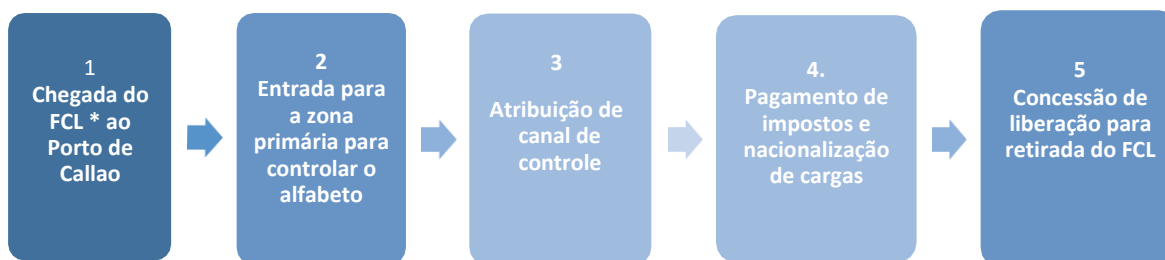 1
Chegada do
FCL * ao
Porto de
Callao
2
Entrada para
a zona
primária para
controlar o
alfabeto
3
Atribuição de
canal de
controle
4.
Pagamento de
impostos e
nacionalização
de cargas
5
Concessão de
liberação para
retirada do FCL